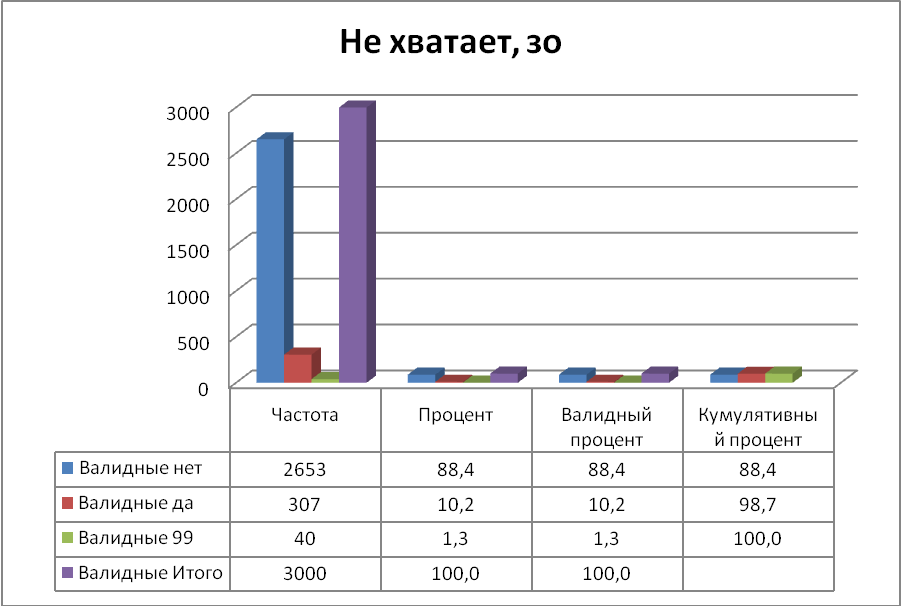 Не хватает, зо
3000
2500
2000
1500
1000
500
0
Частота Процент Валидный процент Кумулятивны й процент
Валидные нет 2653 88,4 88,4 88,4
Валидные да 307 10,2 10,2 98,7
Валидные 99 40 1,3 1,3 100,0
Валидные Итого 3000 100,0 100,0